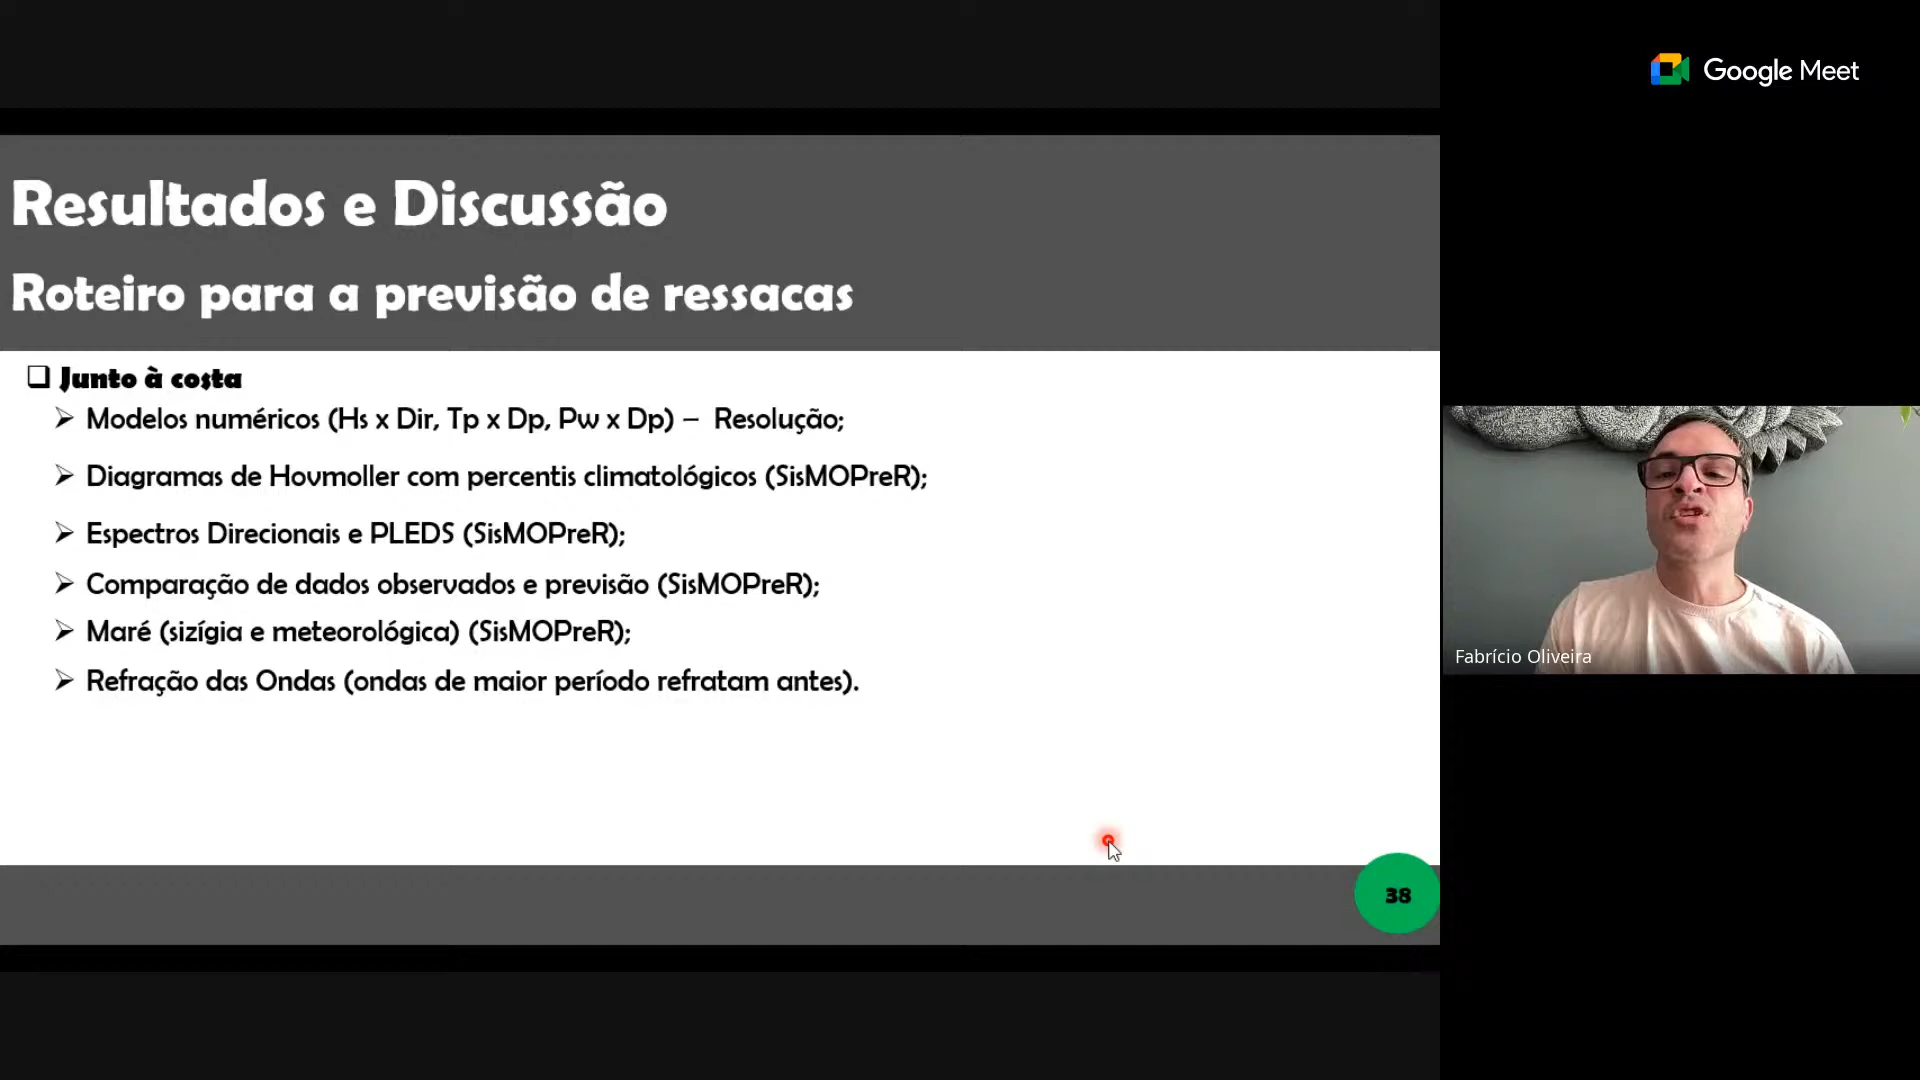 Google Meet
Resultados e Discussão
Roteiro para a previsão de ressacas
Junto à costa
Modelos numéricos (Hs x Dir, Tp x Dp, Pw x Dp) – Resolução;
Diagramas de Hovmoller com percentis climatológicos (SisMOPreR);
Espectros Direcionais e PLEDS (SisMOPreR);
Comparação de dados observados e previsão (SisMOPreR);
Maré (sizígia e meteorológica) (SisMOPreR);
Refração das Ondas (ondas de maior período refratam antes).
38
Fabrício Oliveira